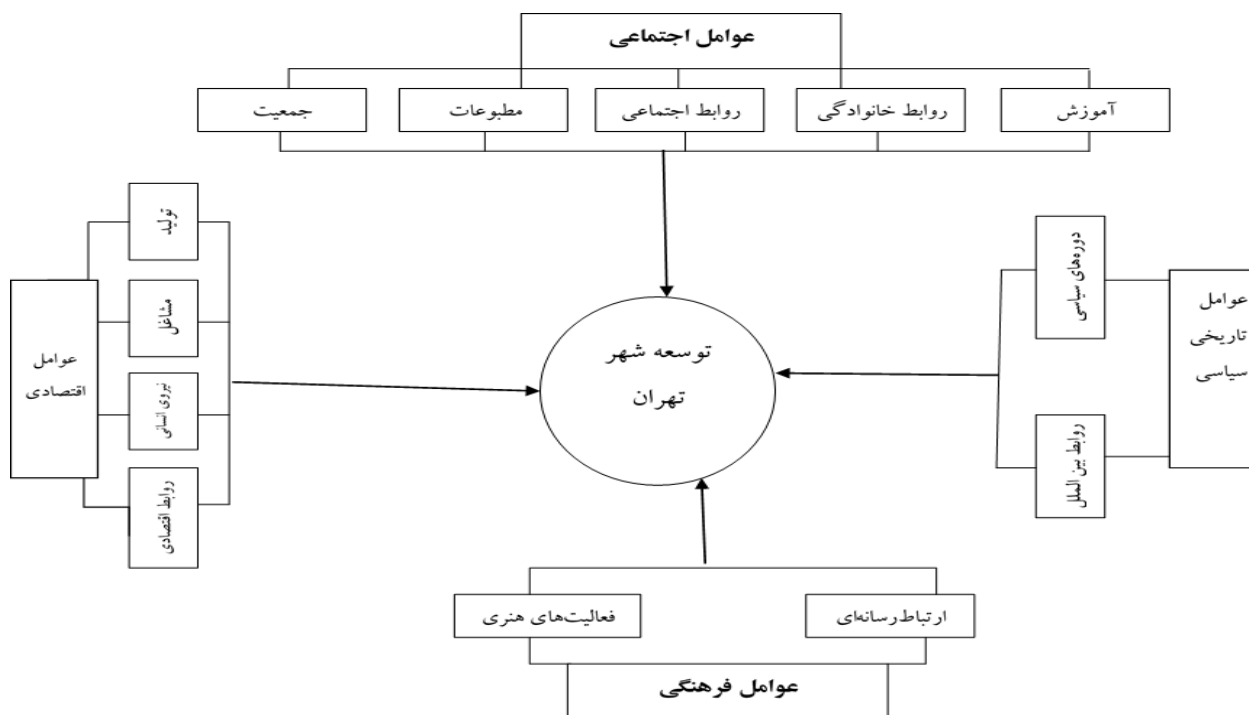 عوامل اجتماعی
آموزش
روابط خانوادگی
روابط اجتماعی
مطبوعات
جمعیت
دوره‌های سیاسی
روابط بین الملل
عوامل
تاریخی
سیاسی
توسعه شهر
تهران
تولید
مشاغل
نیروی انسانی
روابط اقتصادی
عوامل
اقتصادی
ارتباط رسانه‌ای
فعالیت‌های هنری
عوامل فرهنگی